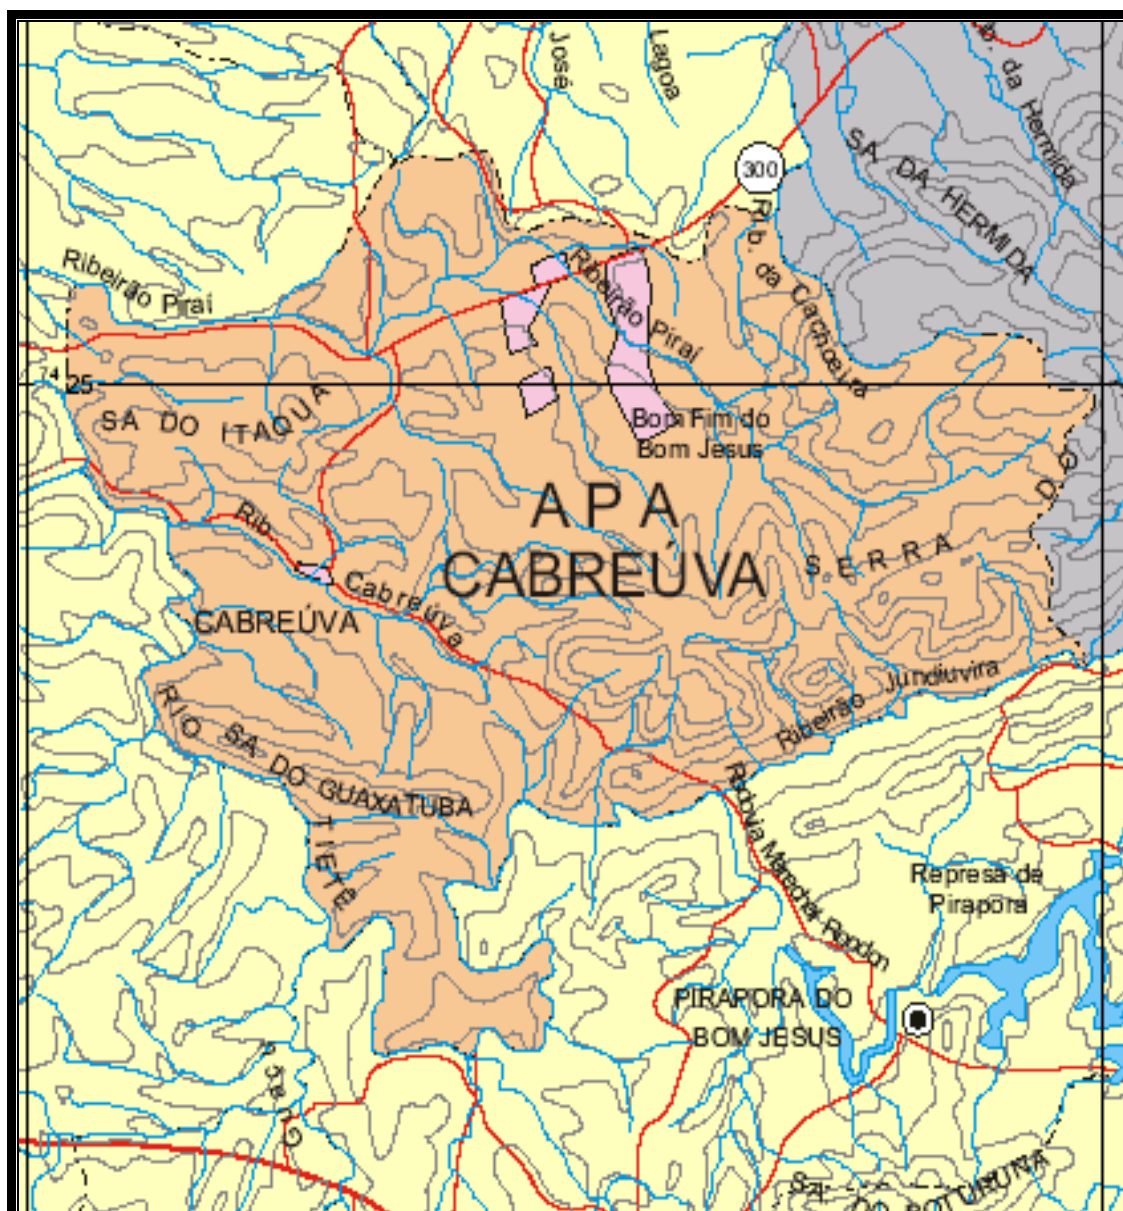 José
Lagoa
Rib. da Hermida
SA DA HERMIDA
300
Rib. da Cachoeira
Ribeirão Piraí
Ribeirão Piraí
74 25
SA DO ITAQUÁ
Bom Fim do
Bom Jesus
D O
Rib.
APA
CABREÚVA
SERRA
Cabreúva
CABREÚVA
Ribeirão Jundiuvira
RIO
TIETÊ
SA DO GUAXATUBA
Rodovia Marechal Rondon
Represa de
Pirapora
PIRAPORA DO
BOM JESUS
Guaçu
SA DO BOTURUNA